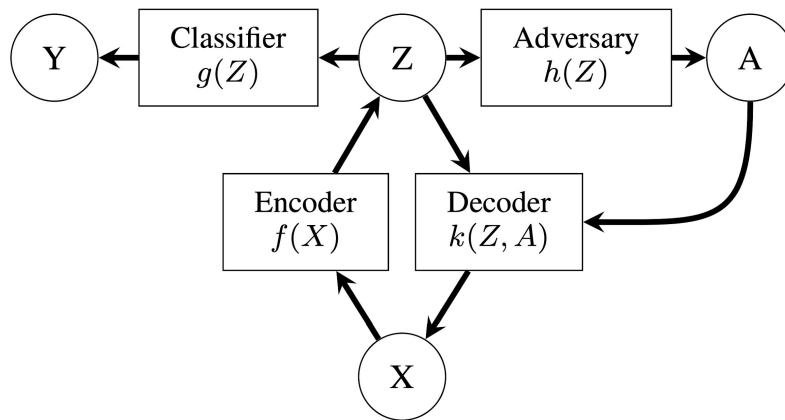 Y
Classifier
g(Z)
Z
Adversary
h(Z)
A
Encoder
f(X)
Decoder
k(Z, A)
X